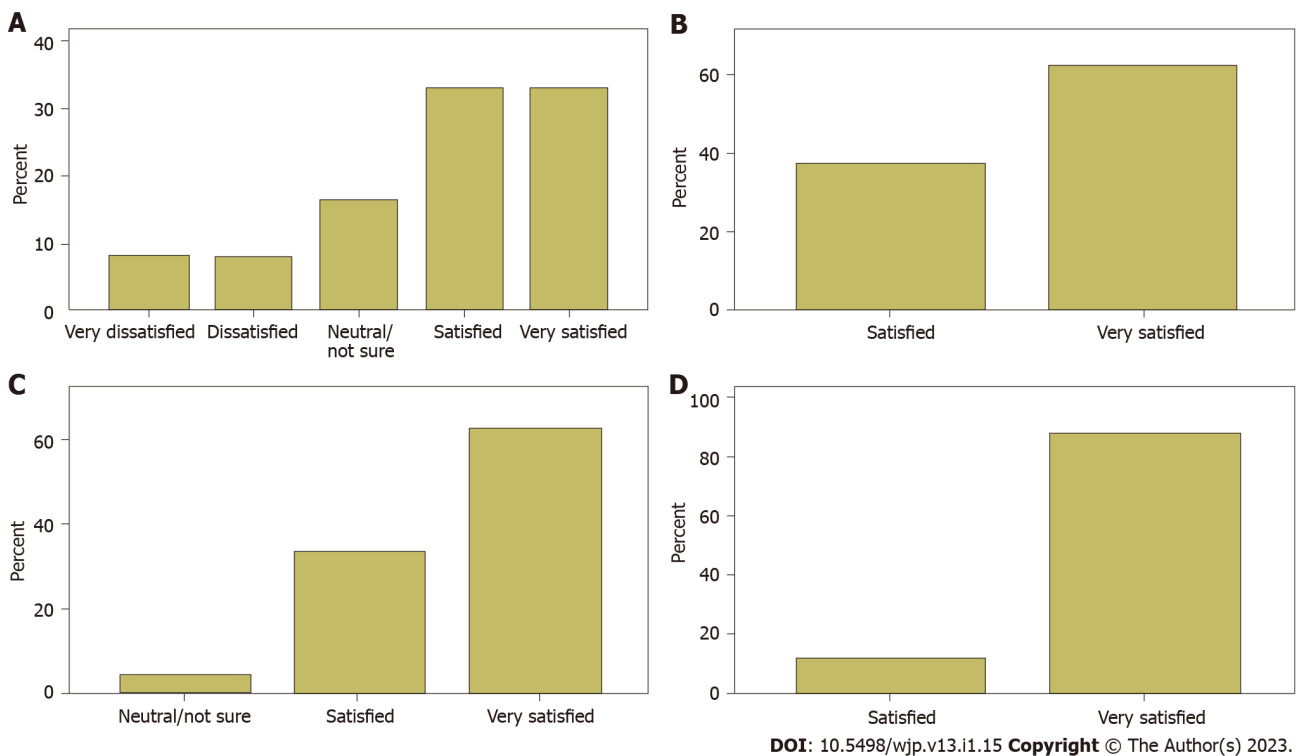 A
Percent
40
30
20
10
0
Very dissatisfied
Dissatisfied
Neutral/
not sure
Satisfied
Very satisfied
B
Percent
60
40
20
0
Satisfied
Very satisfied
C
Percent
60
40
20
0
Neutral/not sure
Satisfied
Very satisfied
D
Percent
100
80
60
40
20
0
Satisfied
Very satisfied
DOI: 10.5498/wjp.v13.i1.15 Copyright © The Author(s) 2023.